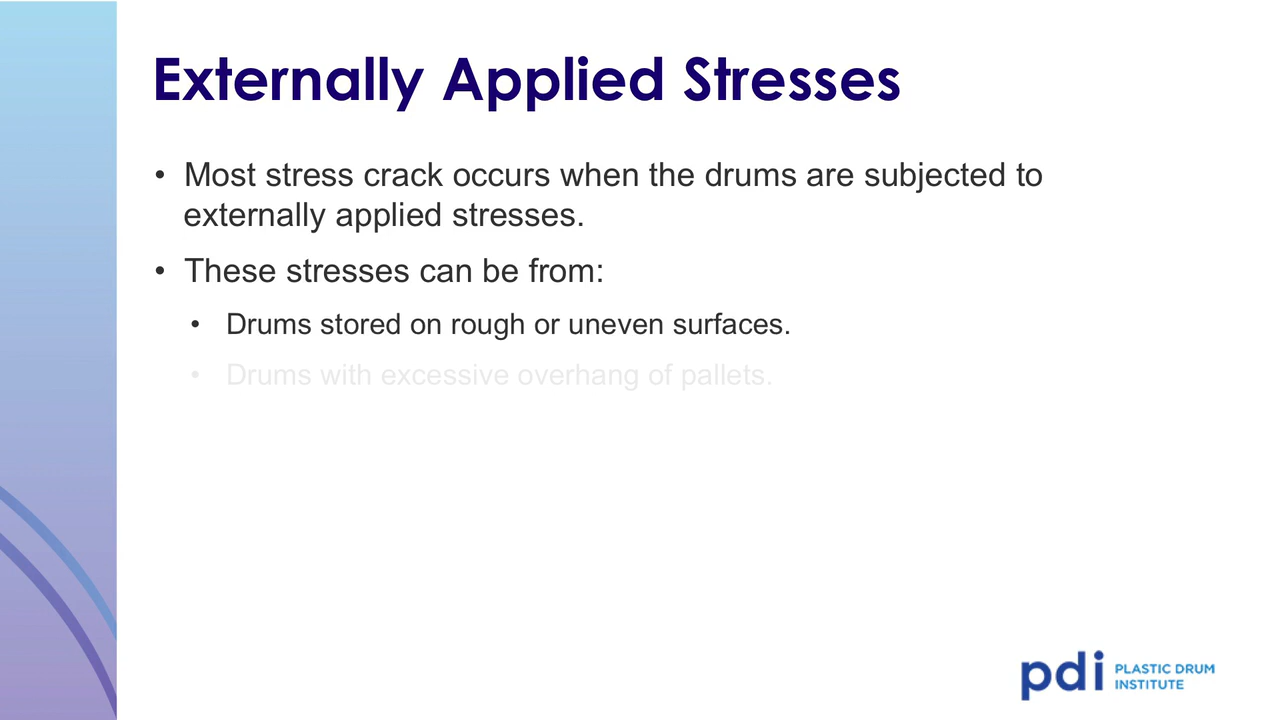 Externally Applied Stresses
• Most stress crack occurs when the drums are subjected to
externally applied stresses.
• These stresses can be from:
• Drums stored on rough or uneven surfaces.
• Drums with excessive overhang of pallets.
pdi PLASTIC DRUM
INSTITUTE